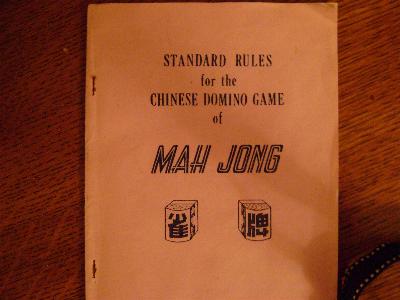 STANDARD RULES
for the
CHINESE DOMINO GAME
of
MAH JONG
雀 牌